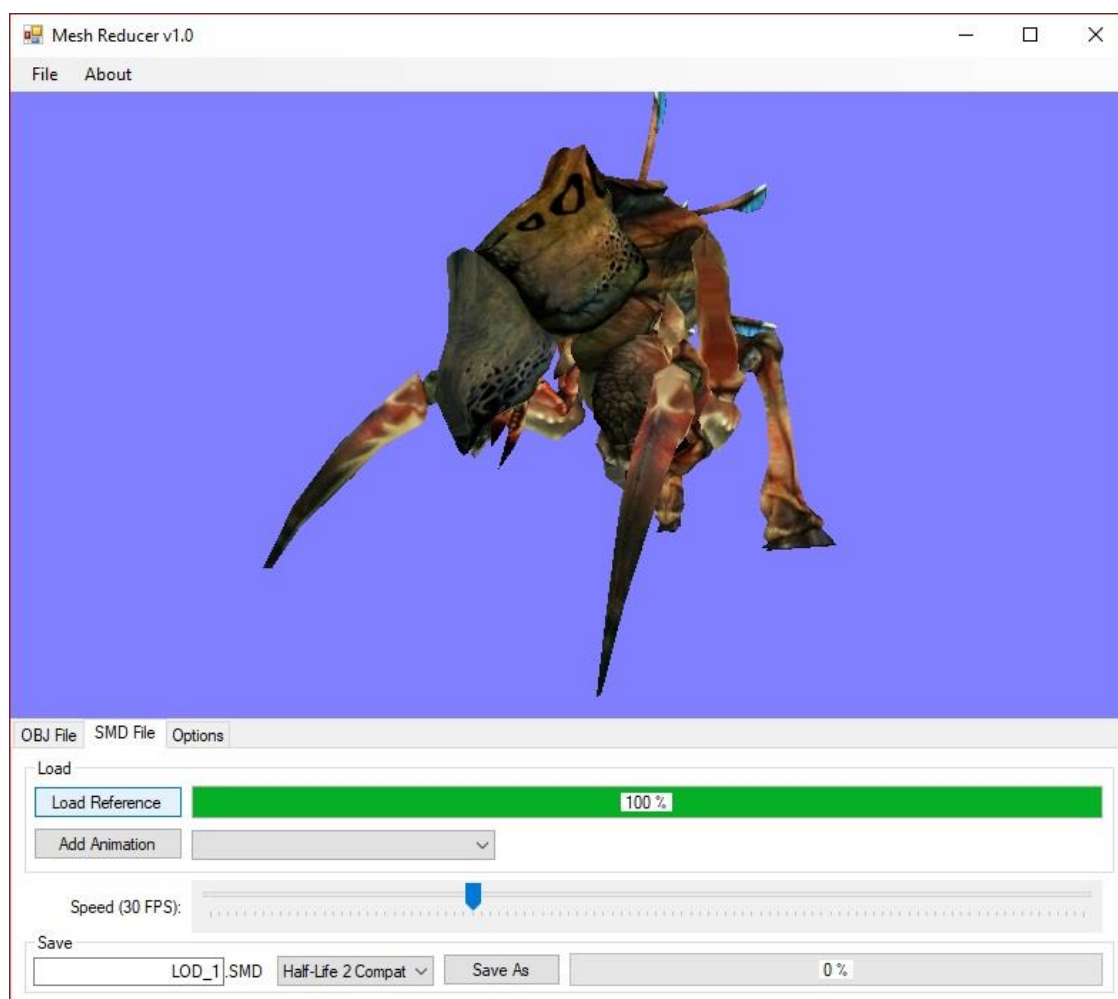 Mesh Reducer v1.0
File About
OBJ File SMD File Options
Load
Load Reference 100 %
Add Animation
Speed (30 FPS):
Save
LOD_1 .SMD Half-Life 2 Compat Save As 0 %